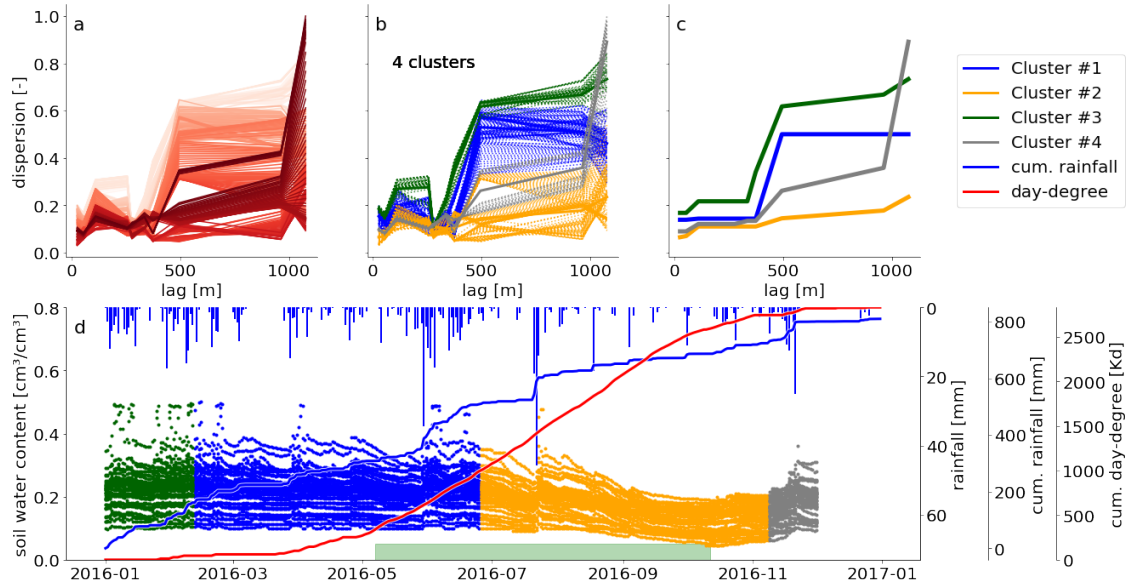 a
b
c
4 clusters
dispersion [-]
1.0
0.8
0.6
0.4
0.2
0.0
0
500
1000
lag [m]
0
500
1000
lag [m]
0
500
1000
lag [m]
Cluster #1
Cluster #2
Cluster #3
Cluster #4
cum. rainfall
day-degree
d
soil water content [cm³/cm³]
0.8
0.6
0.4
0.2
0.0
2016-01
2016-03
2016-05
2016-07
2016-09
2016-11
2017-01
0
20
40
60
rainfall [mm]
800
600
400
200
0
cum. rainfall [mm]
2500
2000
1500
1000
500
0
cum. day-degree [Kd]